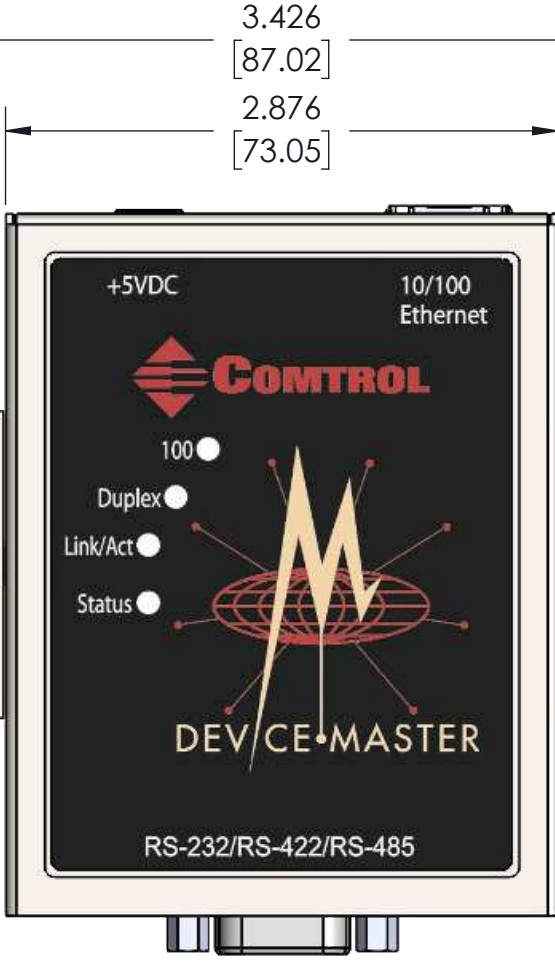 3.426
[87.02]
2.876
[73.05]
+5VDC
10/100
Ethernet
COMTROL
100
Duplex
Link/Act
Status
DEVICE•MASTER
RS-232/RS-422/RS-485